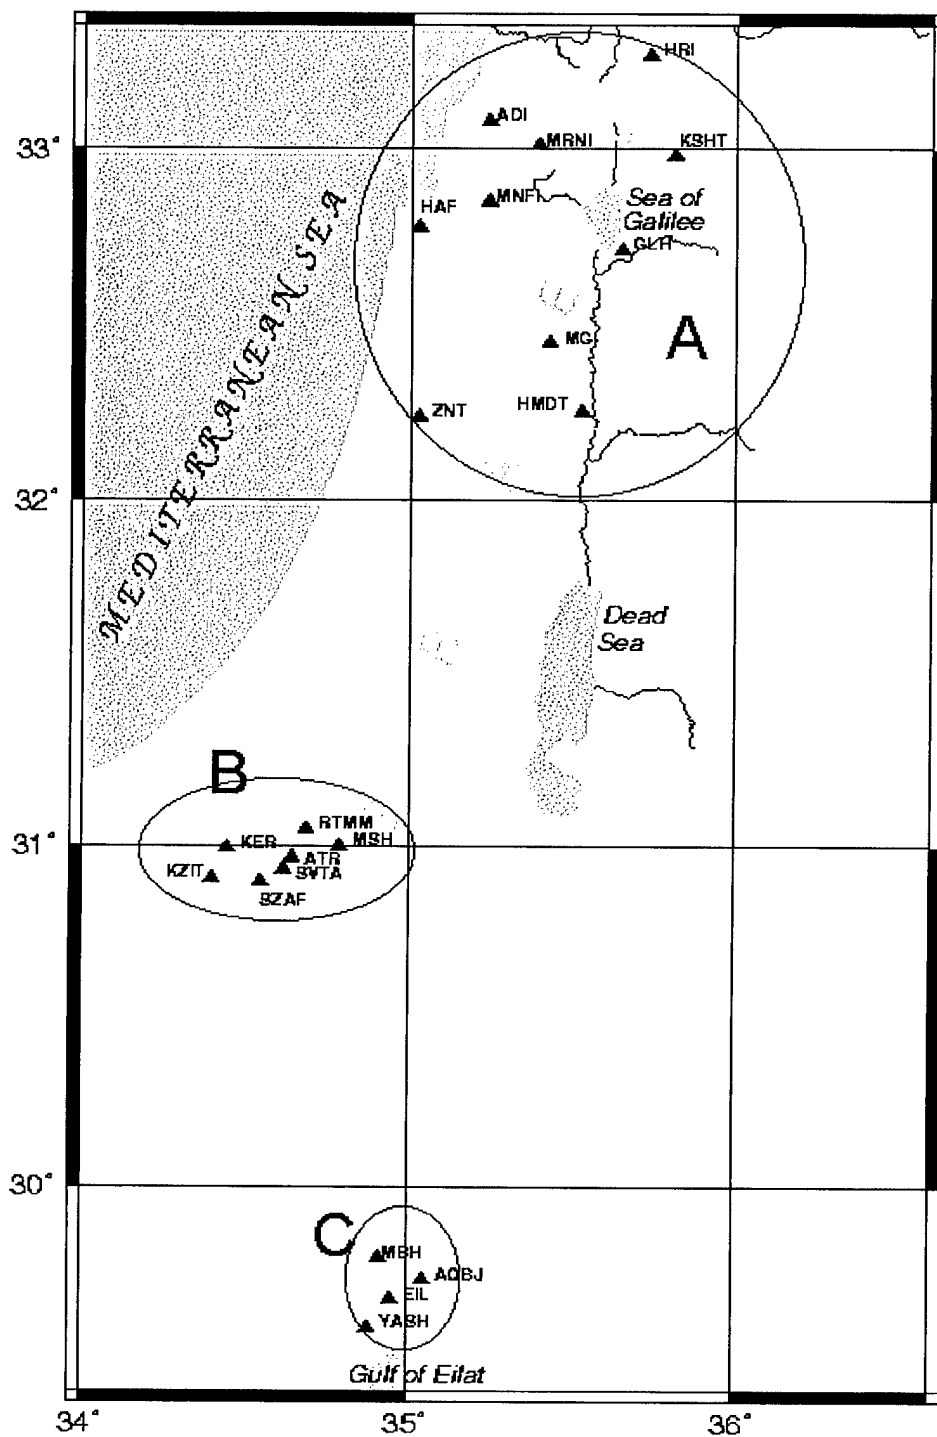 HRI
ADI
MRNI
33°
KSHT
MNFI
HAF
Sea of
Galilee
GLH
MEDITERRANEAN SEA
A
MG
HMDT
ZNT
32°
Dead
Sea
B
RTMM
31°
KER
MSH
ATR
KZIT
SVTA
SZAF
30°
C
MBH
AQBJ
EIL
YASH
Gulf of Eilat
34°
35°
36°